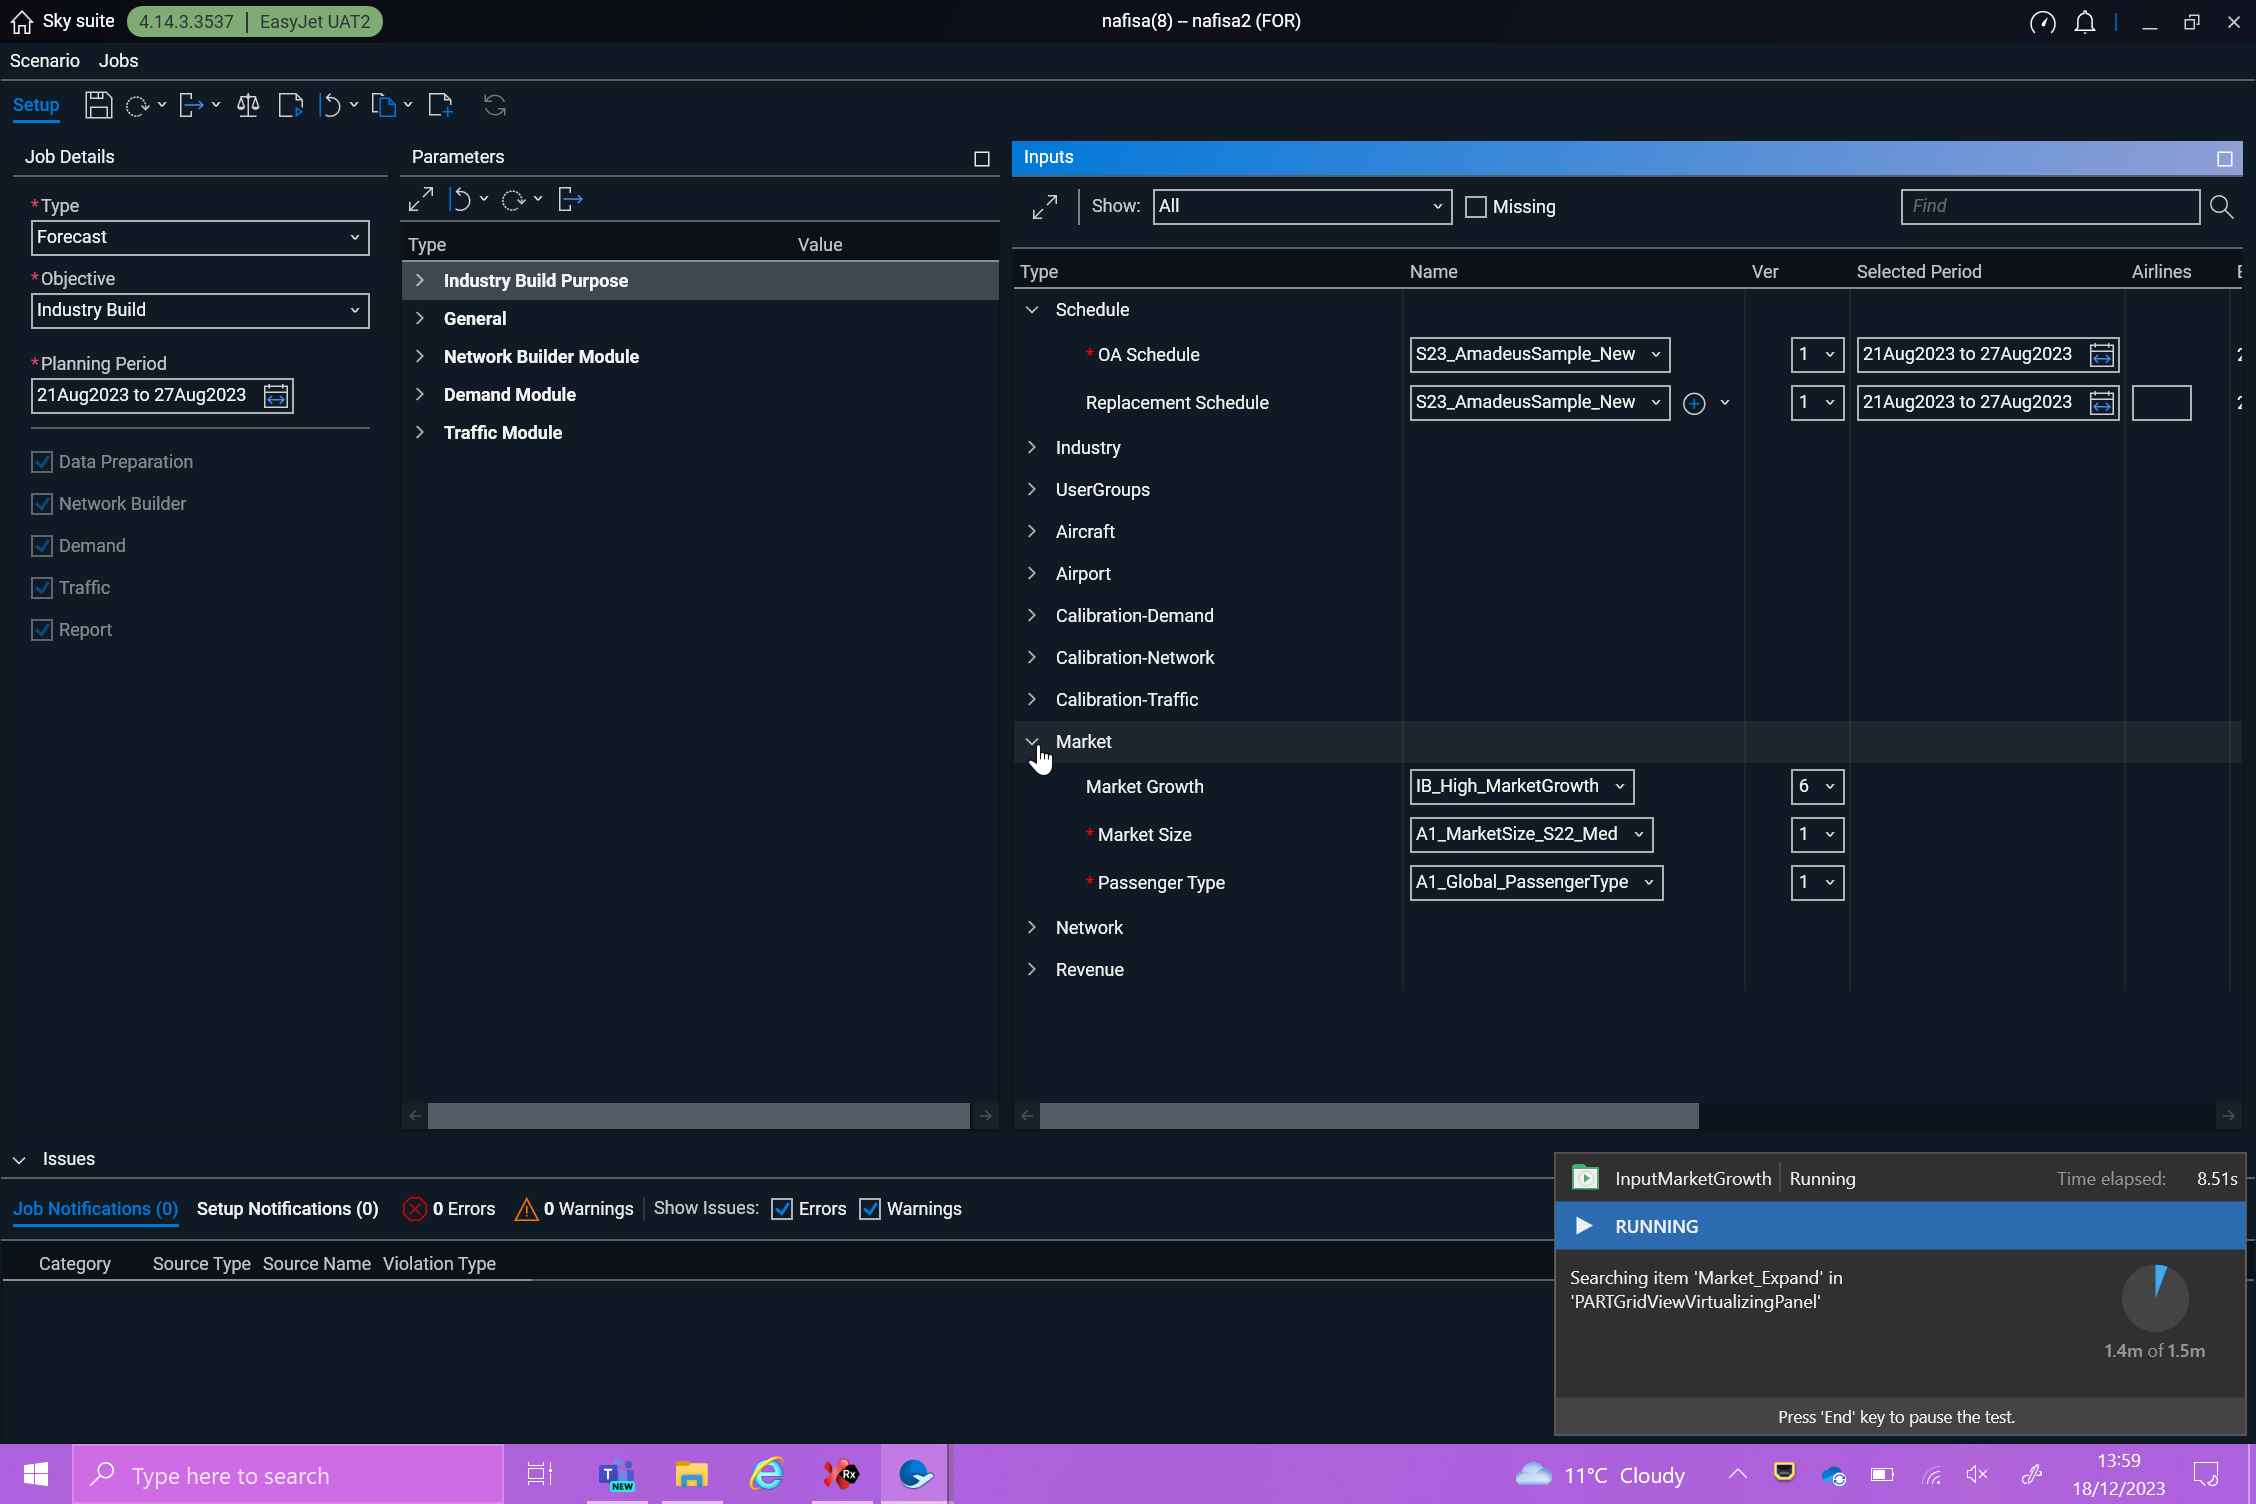 Sky suite 4.14.3.3537 | EasyJet UAT2 nafisa(8) -- nafisa2 (FOR)
Scenario Jobs
Setup
Job Details
*Type
Forecast
*Objective
Industry Build
*Planning Period
21Aug2023 to 27Aug2023
Data Preparation
Network Builder
Demand
Traffic
Report
Parameters
Type Value
Industry Build Purpose
General
Network Builder Module
Demand Module
Traffic Module
Inputs
Show: All Missing Find
Type Name Ver Selected Period Airlines
Schedule
* OA Schedule S23_AmadeusSample_New 1 21Aug2023 to 27Aug2023
Replacement Schedule S23_AmadeusSample_New 1 21Aug2023 to 27Aug2023
Industry
UserGroups
Aircraft
Airport
Calibration-Demand
Calibration-Network
Calibration-Traffic
Market
Market Growth IB_High_MarketGrowth 6
* Market Size A1_MarketSize_S22_Med 1
* Passenger Type A1_Global_PassengerType 1
Network
Revenue
Issues
Job Notifications (0) Setup Notifications (0) 0 Errors 0 Warnings Show Issues: Errors Warnings
Category Source Type Source Name Violation Type
InputMarketGrowth Running Time elapsed: 8.51s
RUNNING
Searching item 'Market_Expand' in
'PARTGridViewVirtualizingPanel'
1.4m of 1.5m
Press 'End' key to pause the test.
Type here to search
T NEW
Rx
11°C Cloudy
13:59
18/12/2023